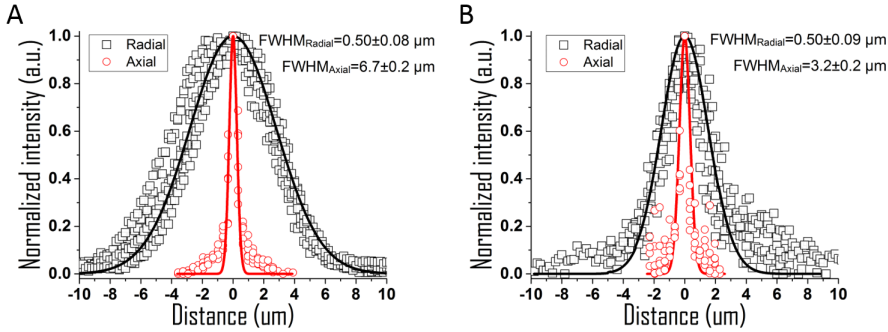 A
Normalized intensity (a.u.)
1.0
0.8
0.6
0.4
0.2
0.0
Radial
Axial
FWHMRadial=0.50±0.08 µm
FWHMAxial=6.7±0.2 µm
-10 -8 -6 -4 -2 0 2 4 6 8 10
Distance (um)
B
Normalized intensity (a.u.)
1.0
0.8
0.6
0.4
0.2
0.0
Radial
Axial
FWHMRadial=0.50±0.09 µm
FWHMAxial=3.2±0.2 µm
-10 -8 -6 -4 -2 0 2 4 6 8 10
Distance (um)